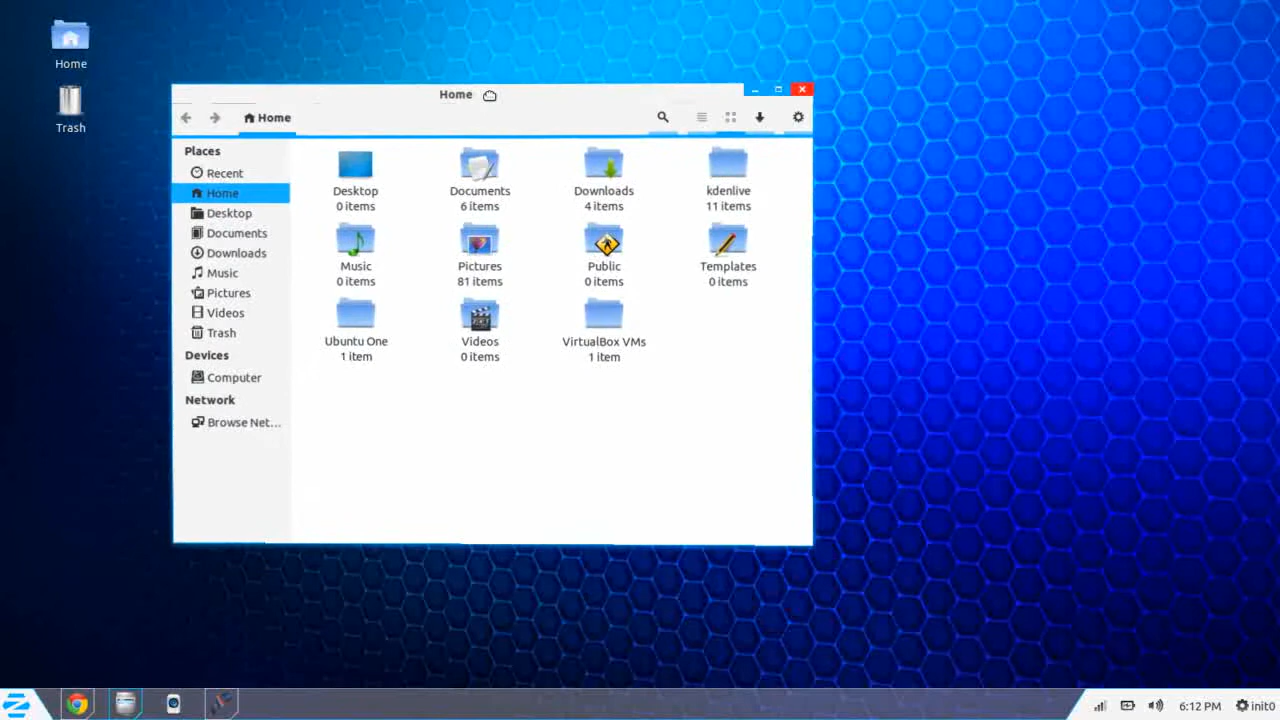 Home
Trash
Home
Home
Places
Recent
Home
Desktop
Documents
Downloads
Music
Pictures
Videos
Trash
Devices
Computer
Network
Browse Net...
Desktop
0 items
Documents
6 items
Downloads
4 items
kdenlive
11 items
Music
0 items
Pictures
81 items
Public
0 items
Templates
0 items
Ubuntu One
1 item
Videos
0 items
VirtualBox VMs
1 item
6:12 PM
init0